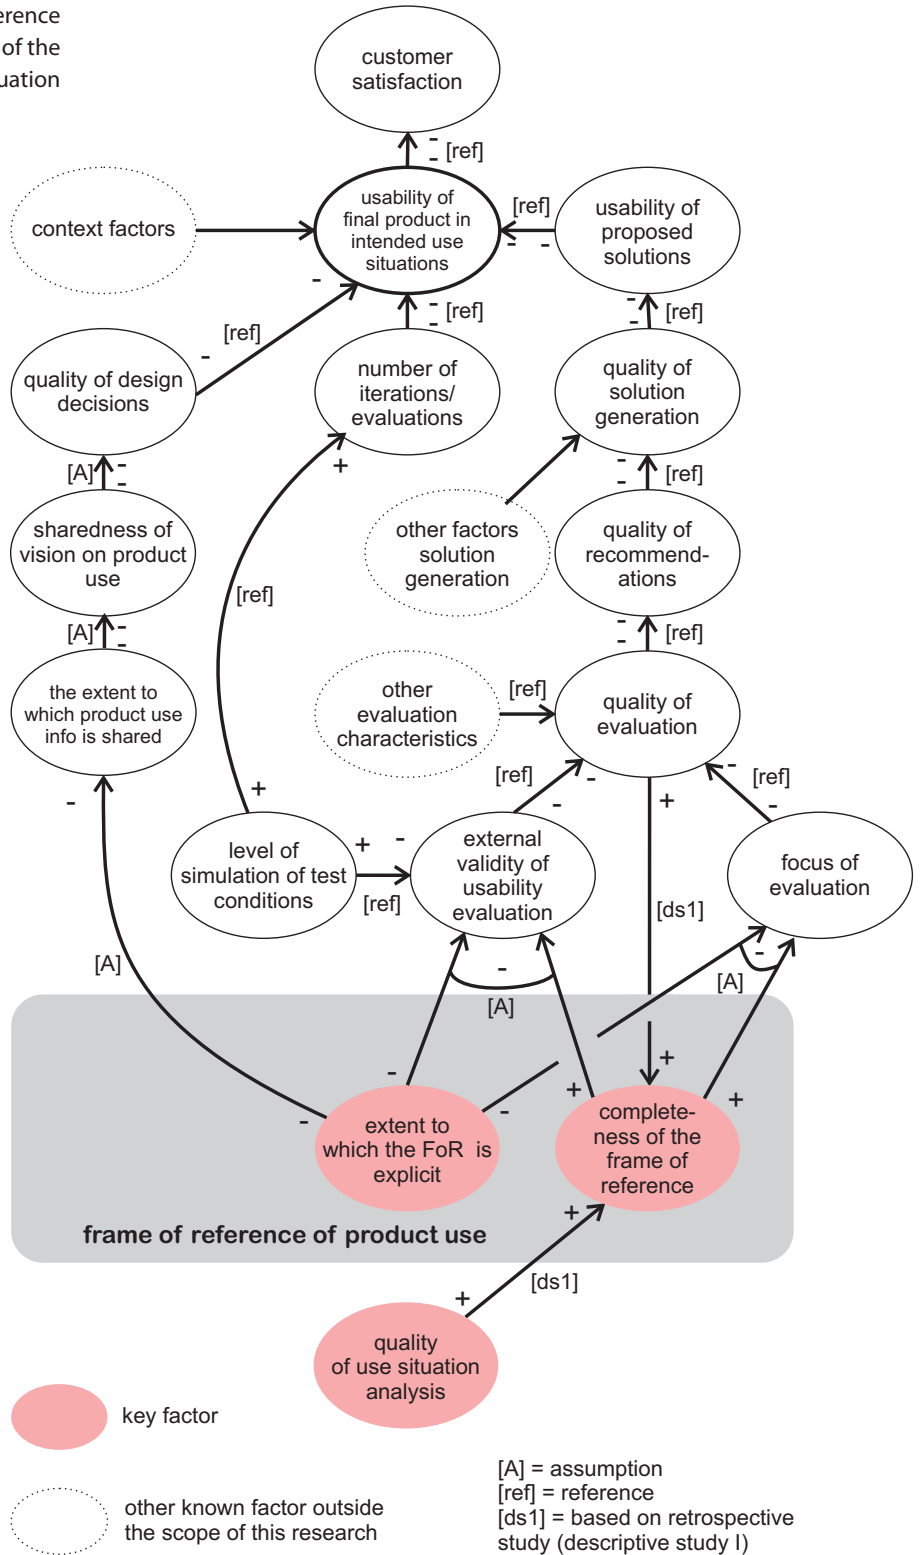 erence
of the
uation
customer
satisfaction
-
-
[ref]
context factors
usability of
final product in
intended use
situations
[ref]
- -
usability of
proposed
solutions
-
[ref]
-
-
-
[ref]
-
-
[ref]
quality of design
decisions
number of
iterations/
evaluations
quality of
solution
generation
[A]
-
-
+
-
-
[ref]
sharedness of
vision on product
use
other factors
solution
generation
quality of
recommend-
ations
[ref]
[A]
-
-
-
-
[ref]
the extent to
which product use
info is shared
other
evaluation
characteristics
[ref]
quality of
evaluation
-
+
[ref]
-
-
+
-
[ref]
-
level of
simulation of test
conditions
+ -
[ref]
external
validity of
usability
evaluation
focus of
evaluation
[ds1]
[A]
-
[A]
-
[A]
-
-
-
+
+
+
extent to
which the FoR is
explicit
complete-
ness of the
frame of
reference
frame of reference of product use
+
[ds1]
+
quality
of use situation
analysis
key factor
other known factor outside
the scope of this research
[A] = assumption
[ref] = reference
[ds1] = based on retrospective
study (descriptive study I)